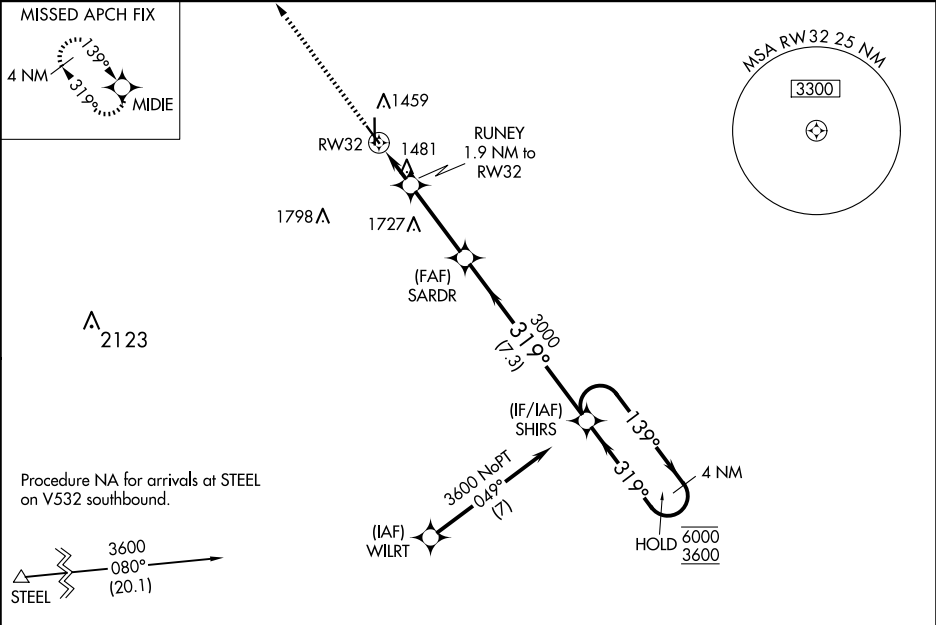 MISSED APCH FIX
4 NM
139°
319°
MIDIE
MSA RW32 25 NM
3300
1459
RW32
1481
RUNEY
1.9 NM to
RW32
1798
1727
(FAF)
SARDR
2123
3000
319°
(7.3)
(IF/IAF)
SHIRS
139°
319°
4 NM
HOLD
6000
3600
3600 NoPT
049°
(7)
(IAF)
WILRT
Procedure NA for arrivals at STEEL
on V532 southbound.
3600
080°
(20.1)
STEEL